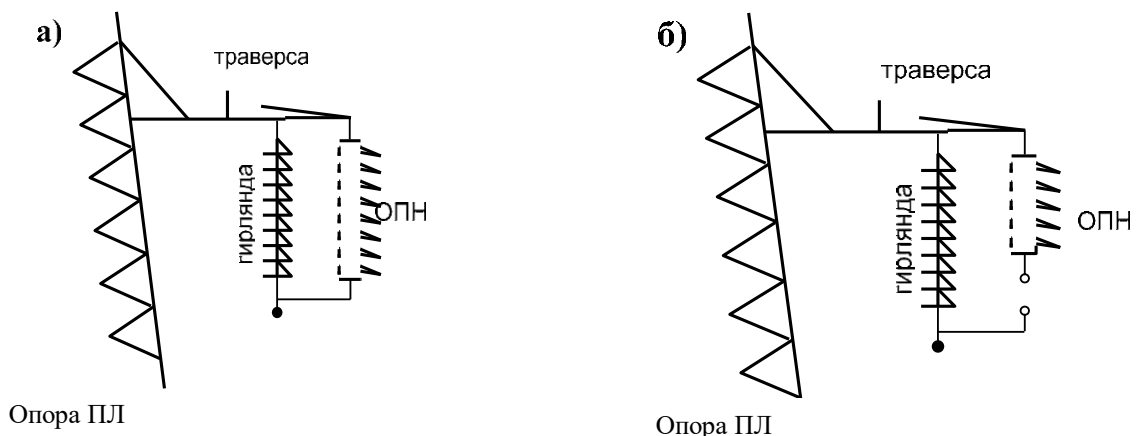 а)
траверса
гирлянда
ОПН
Опора ПЛ
б)
траверса
гирлянда
ОПН
Опора ПЛ